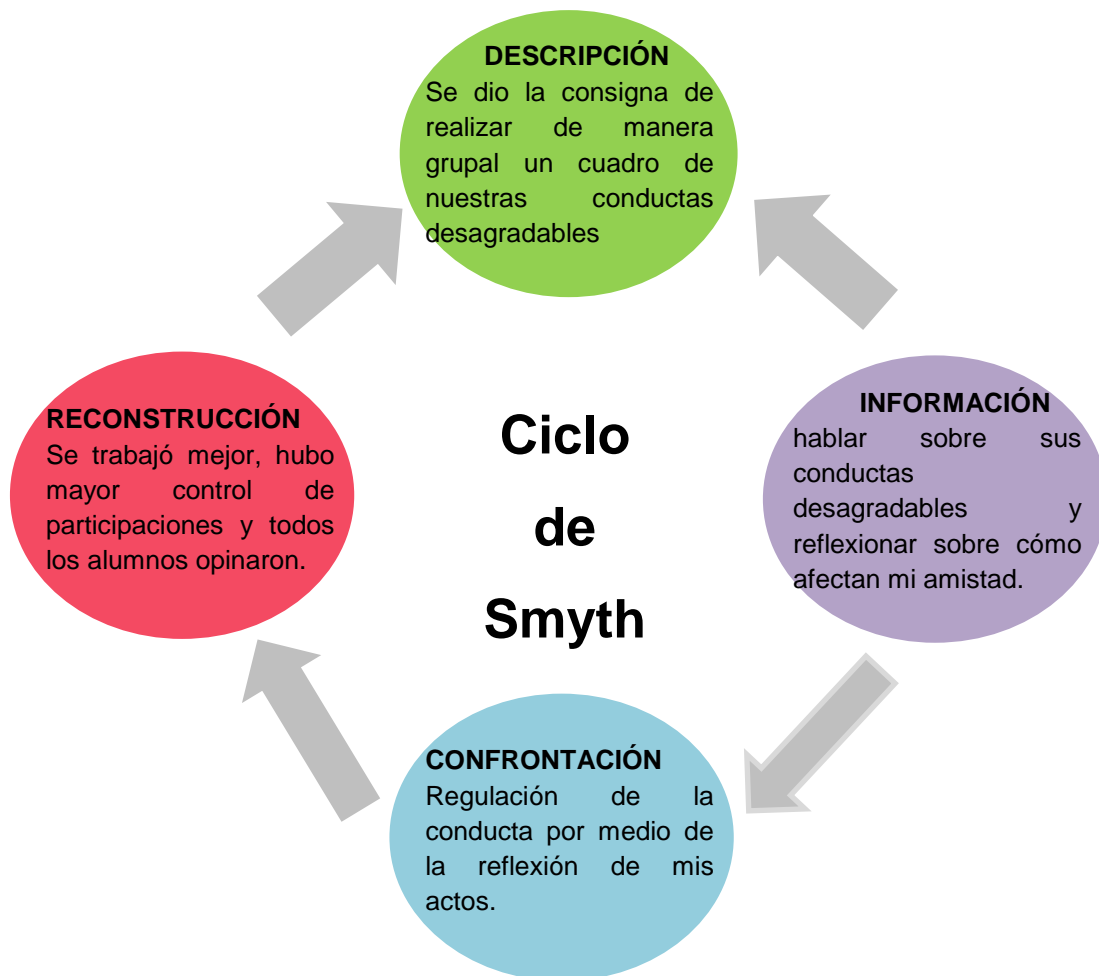 DESCRIPCIÓN
Se dio la consigna de
realizar de manera
grupal un cuadro de
nuestras conductas
desagradables
RECONSTRUCCIÓN
Se trabajó mejor, hubo
mayor control de
participaciones y todos
los alumnos opinaron.
Ciclo
de
Smyth
INFORMACIÓN
hablar sobre sus
conductas
desagradables y
reflexionar sobre cómo
afectan mi amistad.
CONFRONTACIÓN
Regulación de la
conducta por medio de
la reflexión de mis
actos.